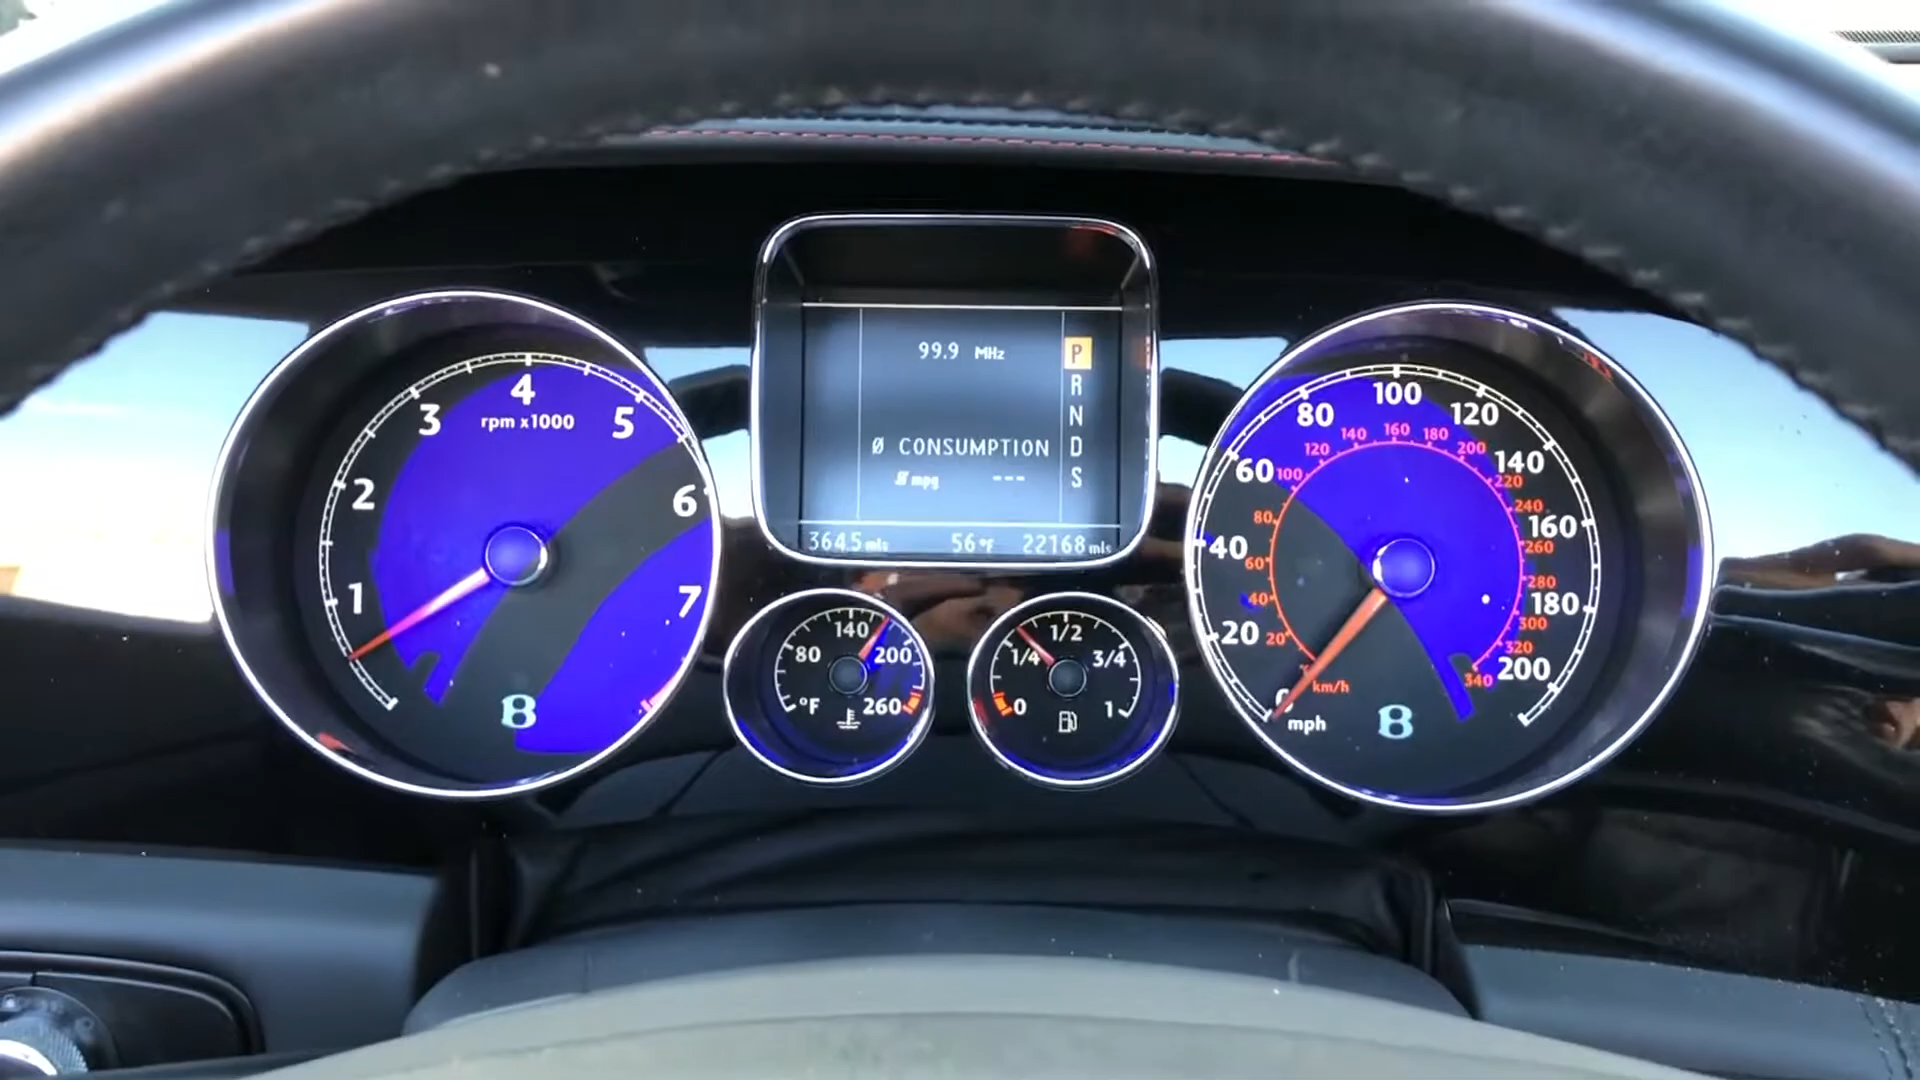 1
2
3
4
5
6
7
rpm x1000
B
99.9 MHz
P
R
N
D
S
Ø CONSUMPTION
mpg ---
364.5 mls 56°F 22168 mls
80
140
200
260
°F
0
1/4
1/2
3/4
1
0
20
40
60
80
100
120
140
160
180
200
mph
20
40
60
80
100
120
140
160
180
200
220
240
260
280
300
320
340
km/h
B